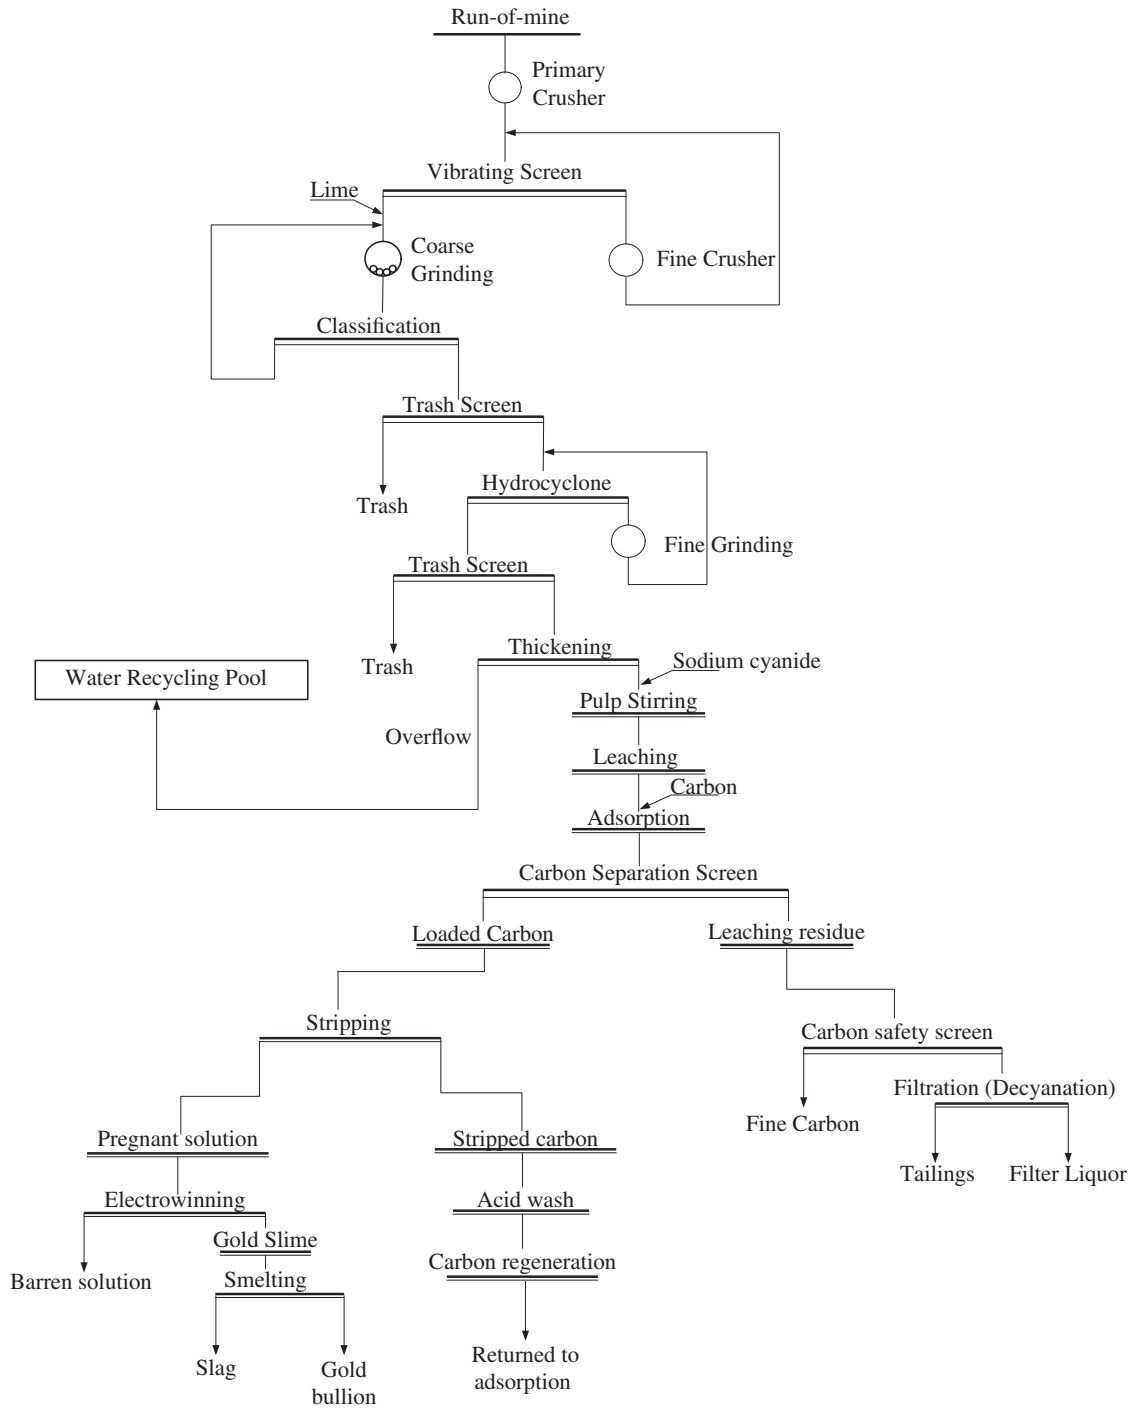 Run-of-mine
Primary
Crusher
Vibrating Screen
Lime
Coarse
Grinding
Fine Crusher
Classification
Trash Screen
Trash
Hydrocyclone
Fine Grinding
Trash Screen
Trash
Thickening
Sodium cyanide
Water Recycling Pool
Pulp Stirring
Overflow
Leaching
Carbon
Adsorption
Carbon Separation Screen
Loaded Carbon
Leaching residue
Stripping
Carbon safety screen
Filtration (Decyanation)
Fine Carbon
Pregnant solution
Stripped carbon
Tailings
Filter Liquor
Electrowinning
Acid wash
Gold Slime
Carbon regeneration
Barren solution
Smelting
Slag
Gold
bullion
Returned to
adsorption